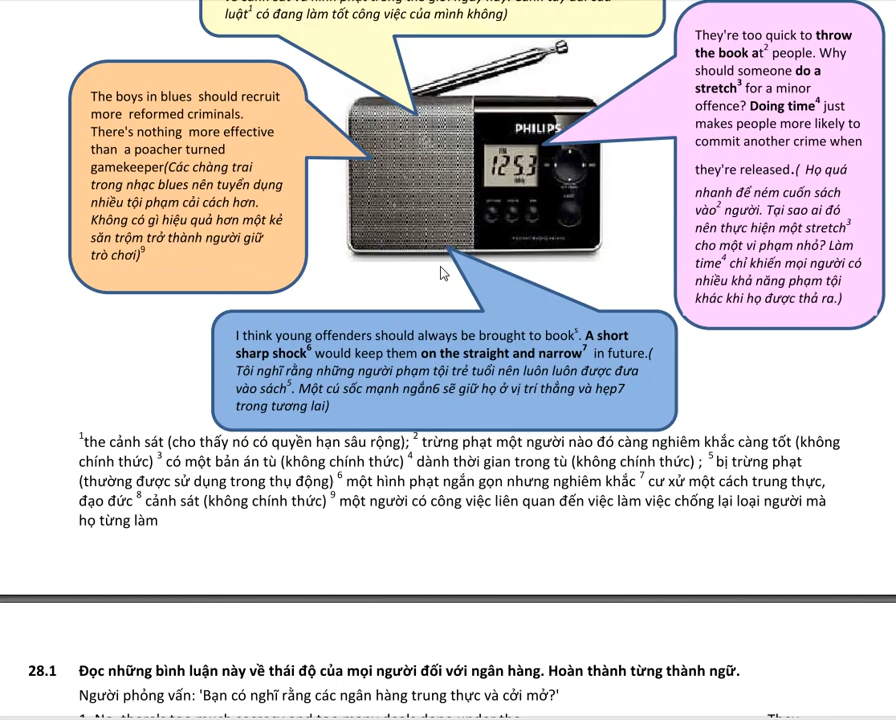 luật1 có đang làm tốt công việc của mình không)
The boys in blues should recruit
more reformed criminals.
There's nothing more effective
than a poacher turned
gamekeeper(Các chàng trai
trong nhạc blues nên tuyển dụng
nhiều tội phạm cải cách hơn.
Không có gì hiệu quả hơn một kẻ
săn trộm trở thành người giữ
trò chơi)9
PHILIPS
FM
125.3
They're too quick to throw
the book at2 people. Why
should someone do a
stretch3 for a minor
offence? Doing time4 just
makes people more likely to
commit another crime when
they're released.( Họ quá
nhanh để ném cuốn sách
vào2 người. Tại sao ai đó
nên thực hiện một stretch3
cho một vi phạm nhỏ? Làm
time4 chỉ khiến mọi người có
nhiều khả năng phạm tội
khác khi họ được thả ra.)
I think young offenders should always be brought to book5. A short
sharp shock6 would keep them on the straight and narrow7 in future.(
Tôi nghĩ rằng những người phạm tội trẻ tuổi nên luôn luôn được đưa
vào sách5. Một cú sốc mạnh ngắn6 sẽ giữ họ ở vị trí thẳng và hẹp7
trong tương lai)
1the cảnh sát (cho thấy nó có quyền hạn sâu rộng); 2 trừng phạt một người nào đó càng nghiêm khắc càng tốt (không
chính thức) 3 có một bản án tù (không chính thức) 4 dành thời gian trong tù (không chính thức) ; 5 bị trừng phạt
(thường được sử dụng trong thụ động) 6 một hình phạt ngắn gọn nhưng nghiêm khắc 7 cư xử một cách trung thực,
đạo đức 8 cảnh sát (không chính thức) 9 một người có công việc liên quan đến việc làm việc chống lại loại người mà
họ từng làm
28.1 Đọc những bình luận này về thái độ của mọi người đối với ngân hàng. Hoàn thành từng thành ngữ.
Người phỏng vấn: 'Bạn có nghĩ rằng các ngân hàng trung thực và cởi mở?'